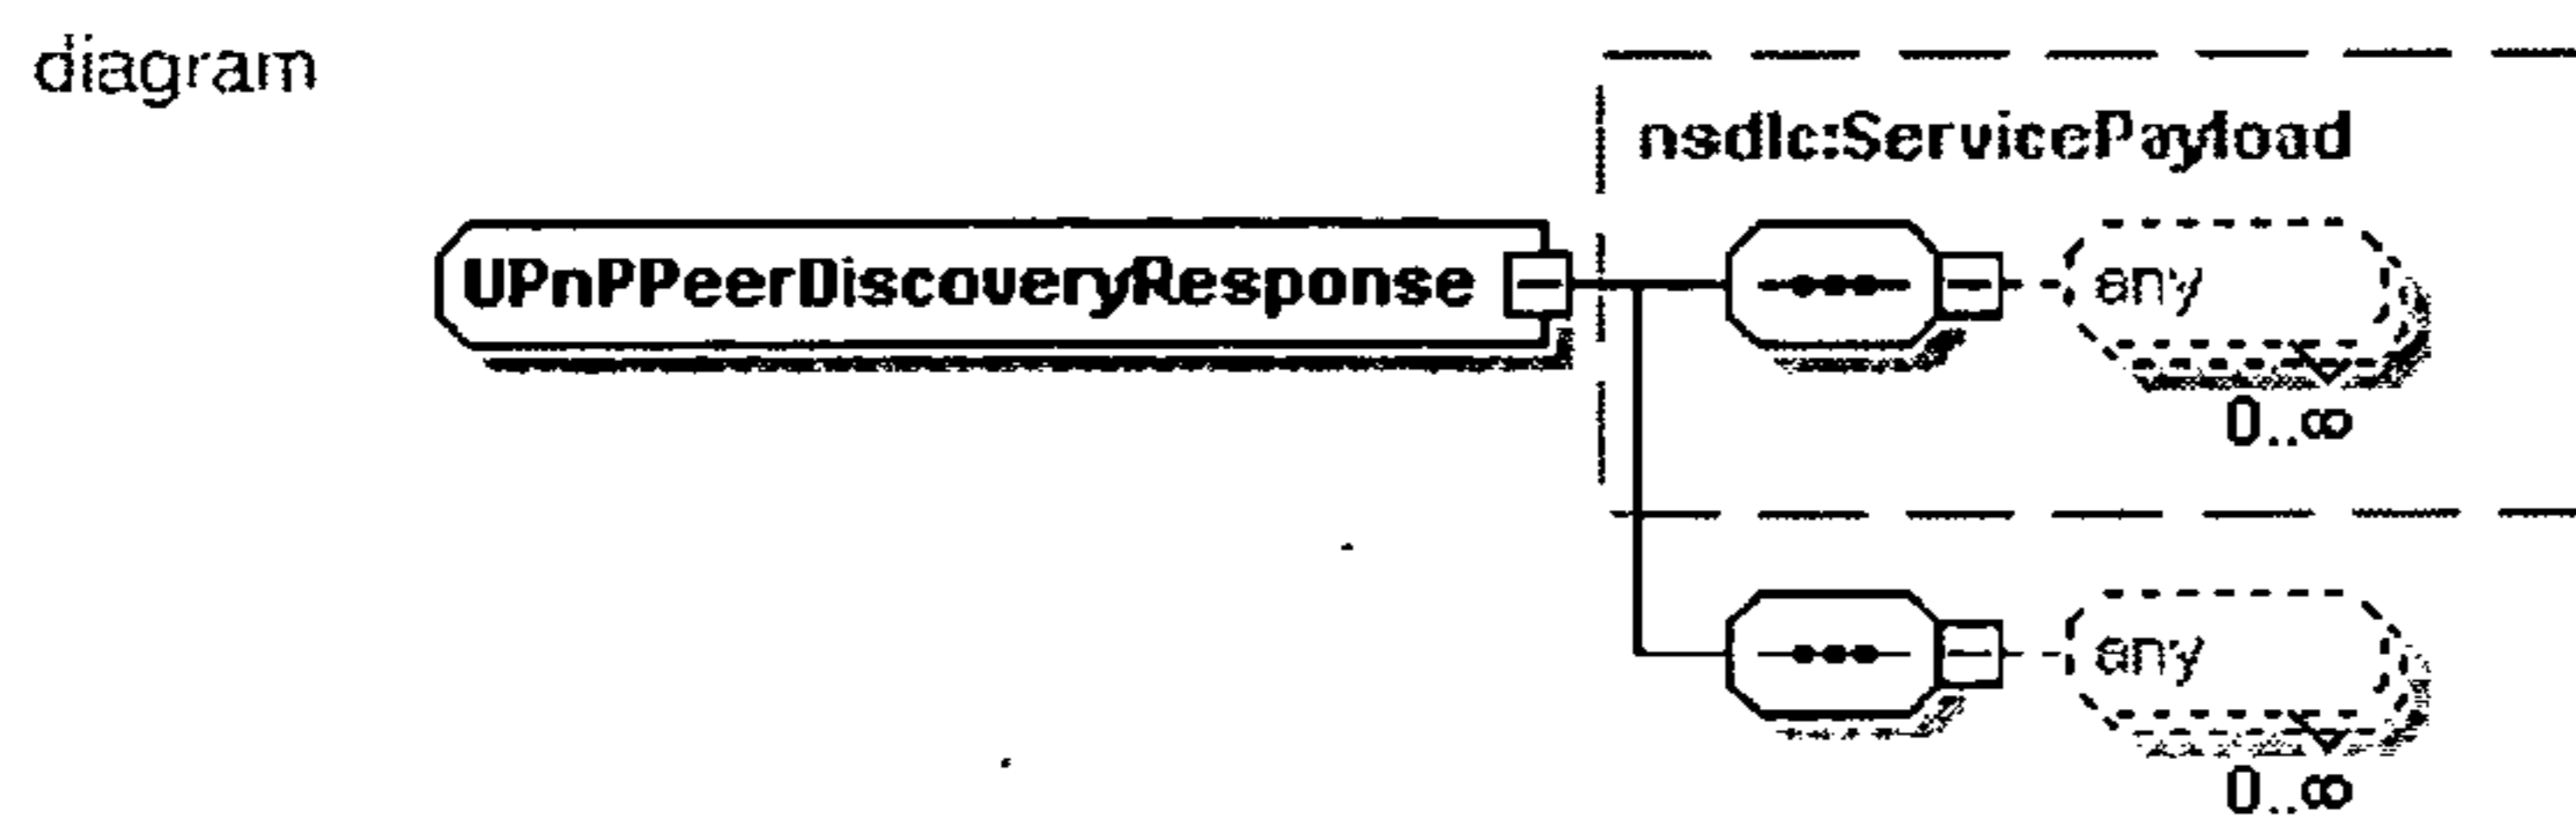 diagram
nsdlc:ServicePayload
UPnPPeerDiscoveryResponse
any
0..∞
any
0..∞